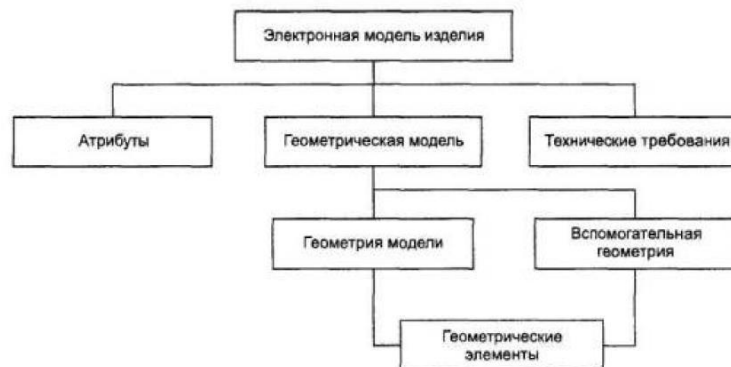 Электронная модель изделия
Атрибуты
Геометрическая модель
Технические требования
Геометрия модели
Вспомогательная
геометрия
Геометрические
элементы